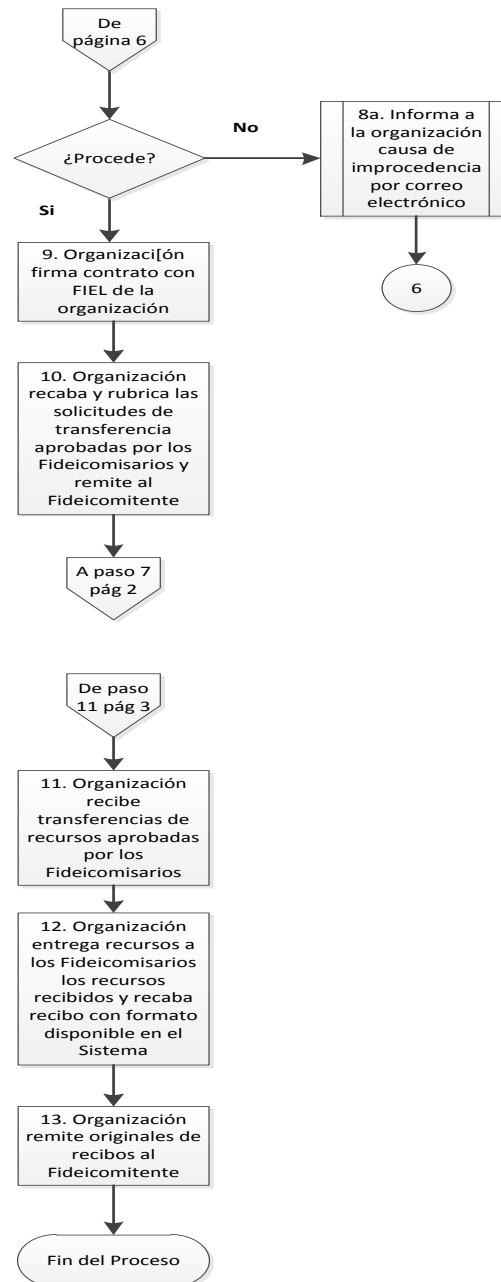 De
página 6
¿Procede?
No
8a. Informa a
la organización
causa de
improcedencia
por correo
electrónico
6
Si
9. Organizaci[ón
firma contrato con
FIEL de la
organización
10. Organización
recaba y rubrica las
solicitudes de
transferencia
aprobadas por los
Fideicomisarios y
remite al
Fideicomitente
A paso 7
pág 2
De paso
11 pág 3
11. Organización
recibe
transferencias de
recursos aprobadas
por los
Fideicomisarios
12. Organización
entrega recursos a
los Fideicomisarios
los recursos
recibidos y recaba
recibo con formato
disponible en el
Sistema
13. Organización
remite originales de
recibos al
Fideicomitente
Fin del Proceso